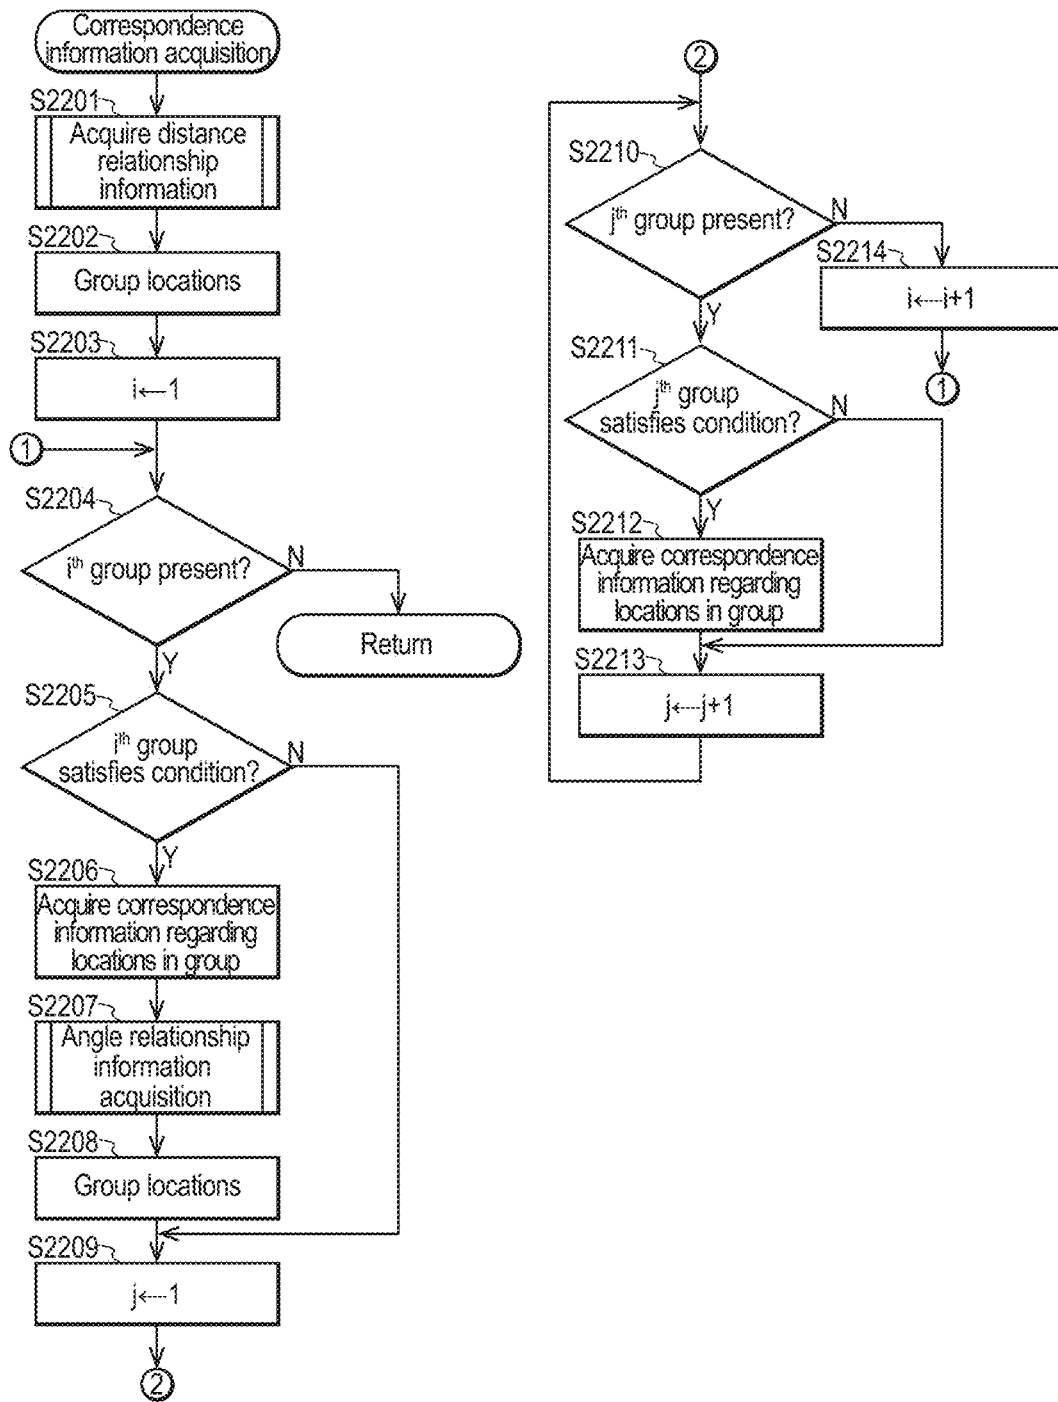 Correspondence
information acquisition
S2201
Acquire distance
relationship
information
S2202
Group locations
S2203
i←1
1
S2204
ith group present?
N
Return
Y
S2205
ith group
satisfies condition?
N
Y
S2206
Acquire correspondence
information regarding
locations in group
S2207
Angle relationship
information
acquisition
S2208
Group locations
S2209
j←1
2
2
S2210
jth group present?
N
S2214
i←i+1
1
Y
S2211
jth group
satisfies condition?
N
Y
S2212
Acquire correspondence
information regarding
locations in group
S2213
j←j+1